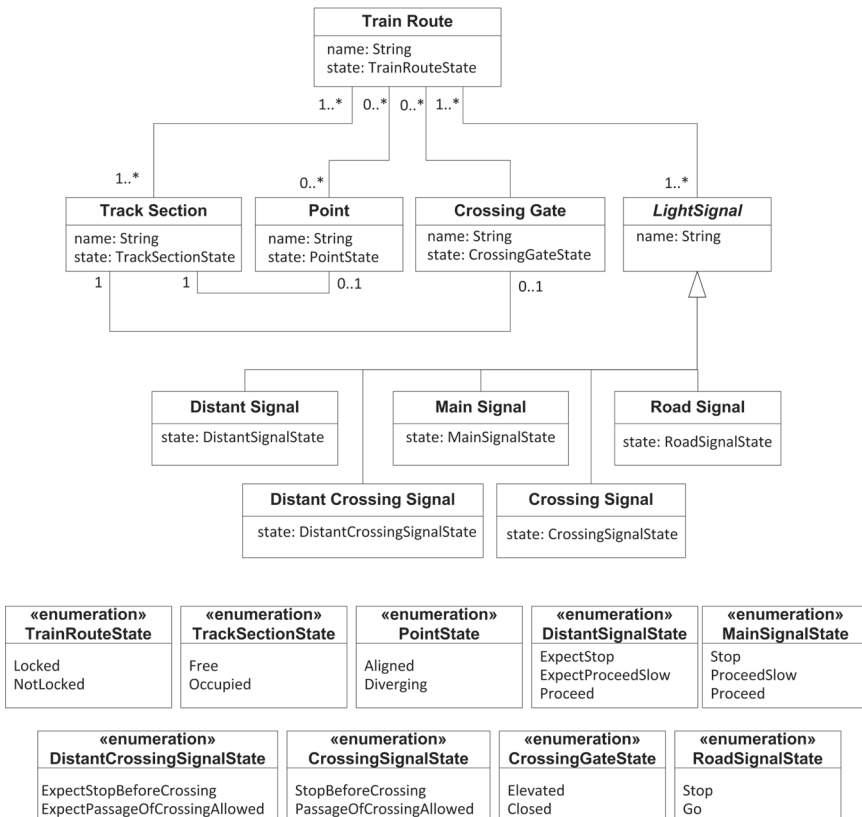 Train Route
name: String
state: TrainRouteState
1..* 0..* 0..* 1..*
1..* 0..* 1..*
Track Section
name: String
state: TrackSectionState
Point
name: String
state: PointState
Crossing Gate
name: String
state: CrossingGateState
LightSignal
name: String
1 1 0..1 0..1
Distant Signal
state: DistantSignalState
Main Signal
state: MainSignalState
Road Signal
state: RoadSignalState
Distant Crossing Signal
state: DistantCrossingSignalState
Crossing Signal
state: CrossingSignalState
«enumeration»
TrainRouteState
Locked
NotLocked
«enumeration»
TrackSectionState
Free
Occupied
«enumeration»
PointState
Aligned
Diverging
«enumeration»
DistantSignalState
ExpectStop
ExpectProceedSlow
Proceed
«enumeration»
MainSignalState
Stop
ProceedSlow
Proceed
«enumeration»
DistantCrossingSignalState
ExpectStopBeforeCrossing
ExpectPassageOfCrossingAllowed
«enumeration»
CrossingSignalState
StopBeforeCrossing
PassageOfCrossingAllowed
«enumeration»
CrossingGateState
Elevated
Closed
«enumeration»
RoadSignalState
Stop
Go